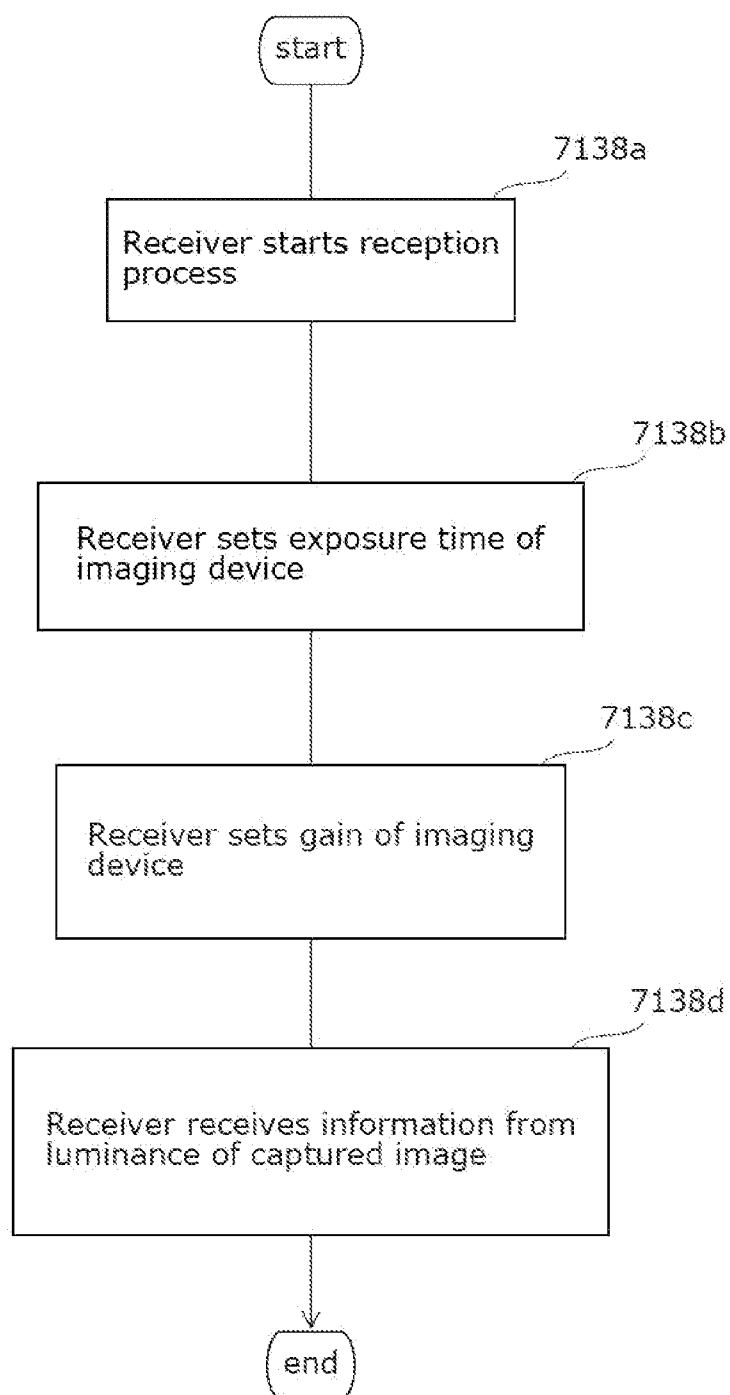 start
7138a
Receiver starts reception
process
7138b
Receiver sets exposure time of
imaging device
7138c
Receiver sets gain of imaging
device
7138d
Receiver receives information from
luminance of captured image
end